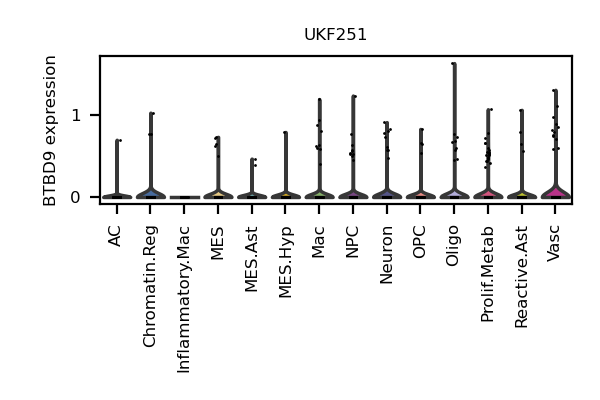 UKF251
BTBD9 expression
1
0
AC
Chromatin.Reg
Inflammatory.Mac
MES
MES.Ast
MES.Hyp
Mac
NPC
Neuron
OPC
Oligo
Prolif.Metab
Reactive.Ast
Vasc